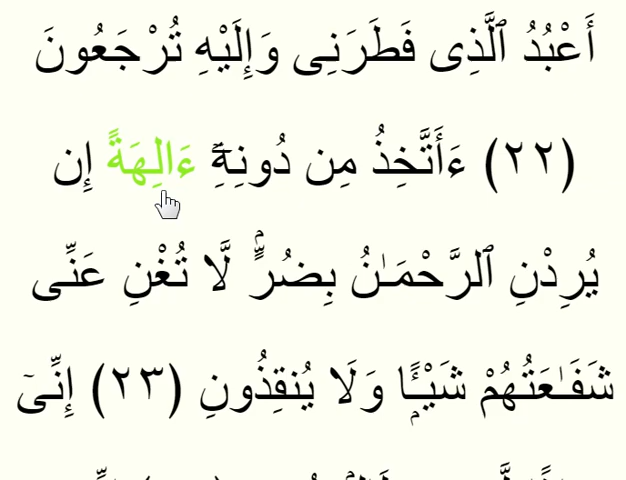 أَعْبُدُ ٱلَّذِى فَطَرَنِى وَإِلَيْهِ تُرْجَعُونَ
(٢٢) ءَأَتَّخِذُ مِن دُونِهِۦٓ ءَالِهَةً إِن
يُرِدْنِ ٱلرَّحْمَـٰنُ بِضُرٍّۢ لَّا تُغْنِ عَنِّى
شَفَـٰعَتُهُمْ شَيْـًۭٔا وَلَا يُنقِذُونِ (٢٣) إِنِّىٓ